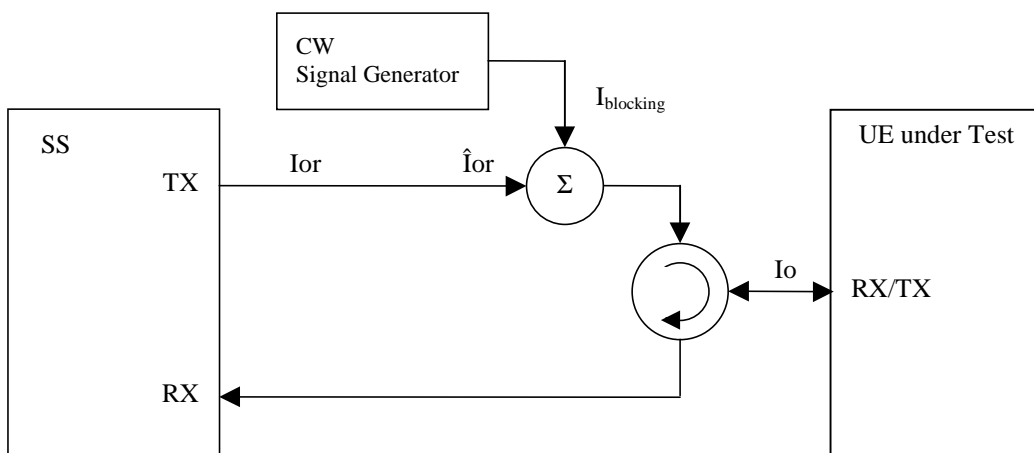 CW
Signal Generator
I_blocking
SS
UE under Test
TX
Ior
Îor
Σ
Io
RX/TX
RX